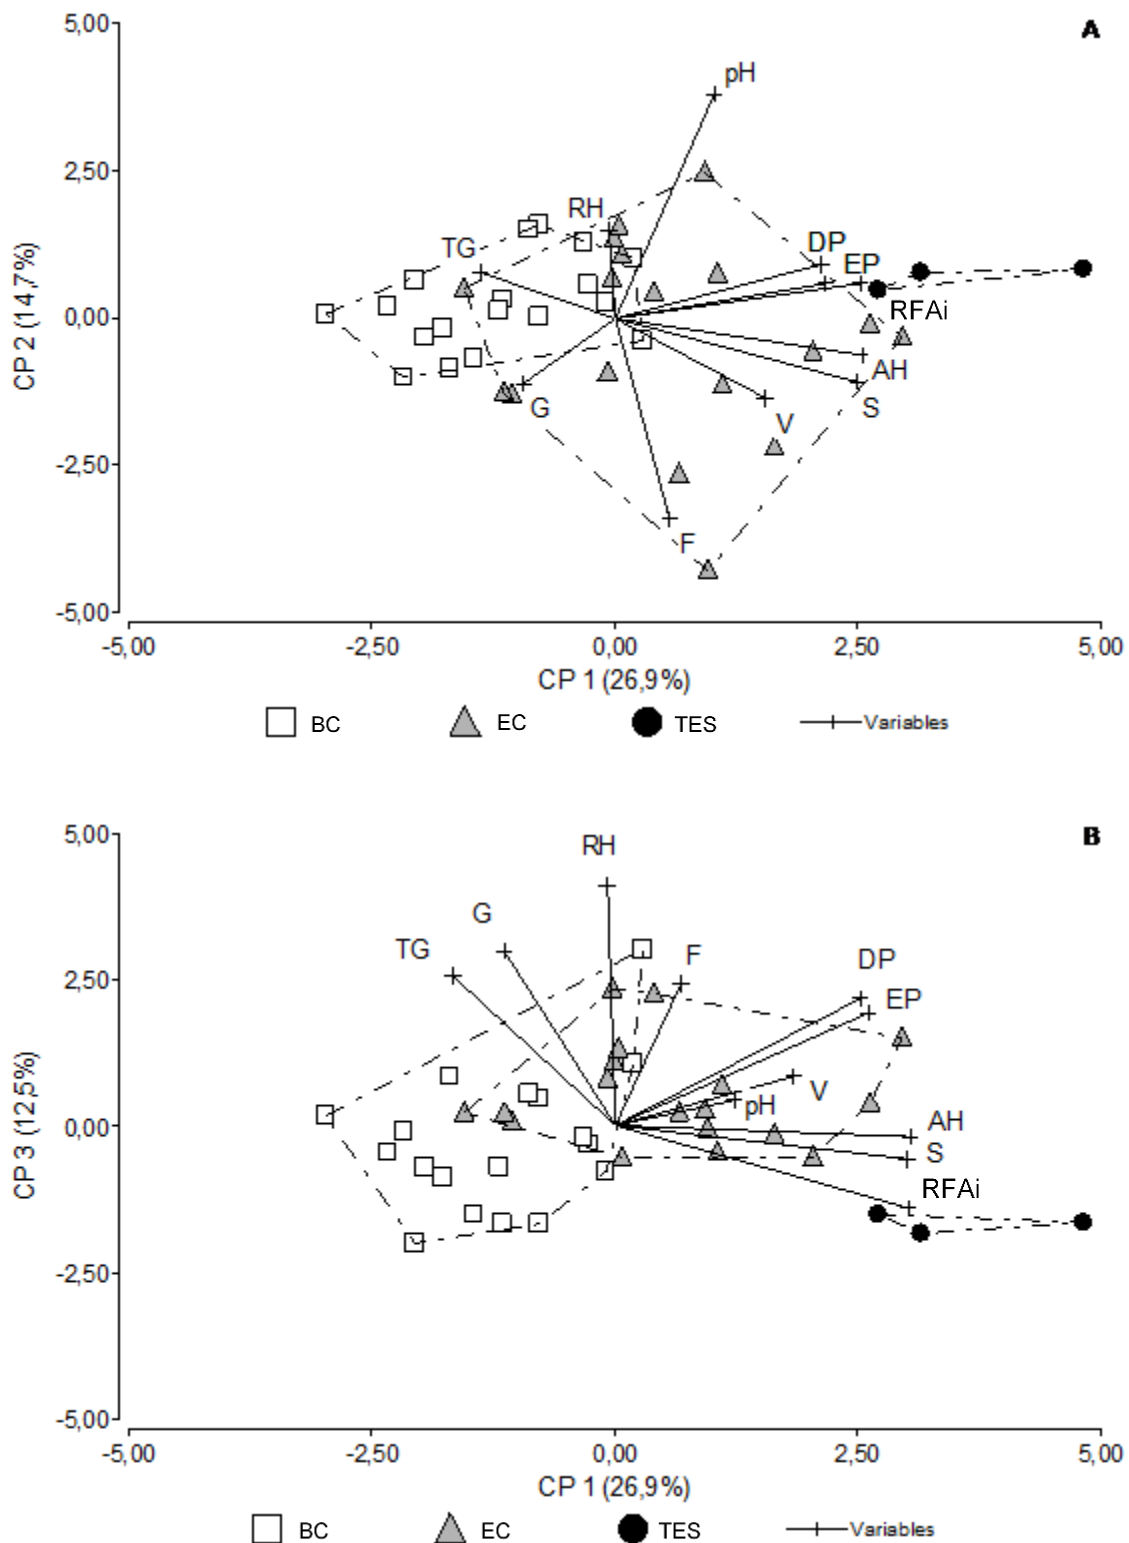 A
5,00
pH
2,50
RH
TG
DP
EP
CP 2 (14,7%)
0,00
RFAi
AH
G
S
V
-2,50
F
-5,00
-5,00 -2,50 0,00 2,50 5,00
CP 1 (26,9%)
BC EC TES Variables
B
5,00
RH
G
TG
F
DP
2,50
EP
CP 3 (12,5%)
V
pH
0,00
AH
S
RFAi
-2,50
-5,00
-5,00 -2,50 0,00 2,50 5,00
CP 1 (26,9%)
BC EC TES Variables